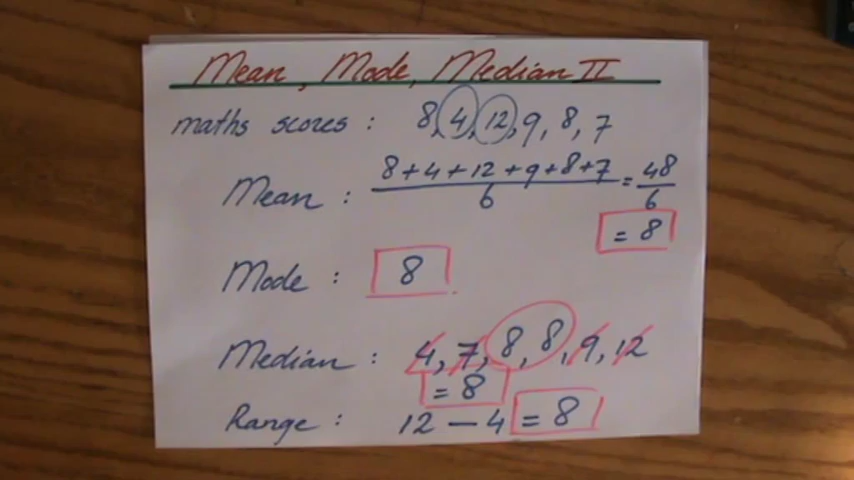 Mean, Mode, Median II
maths scores : 8, 4, 12, 9, 8, 7
Mean : 8+4+12+9+8+7 = 48
6 6
= 8
Mode : 8
Median : 4, 7, 8, 8, 9, 12
= 8
Range : 12 — 4 = 8